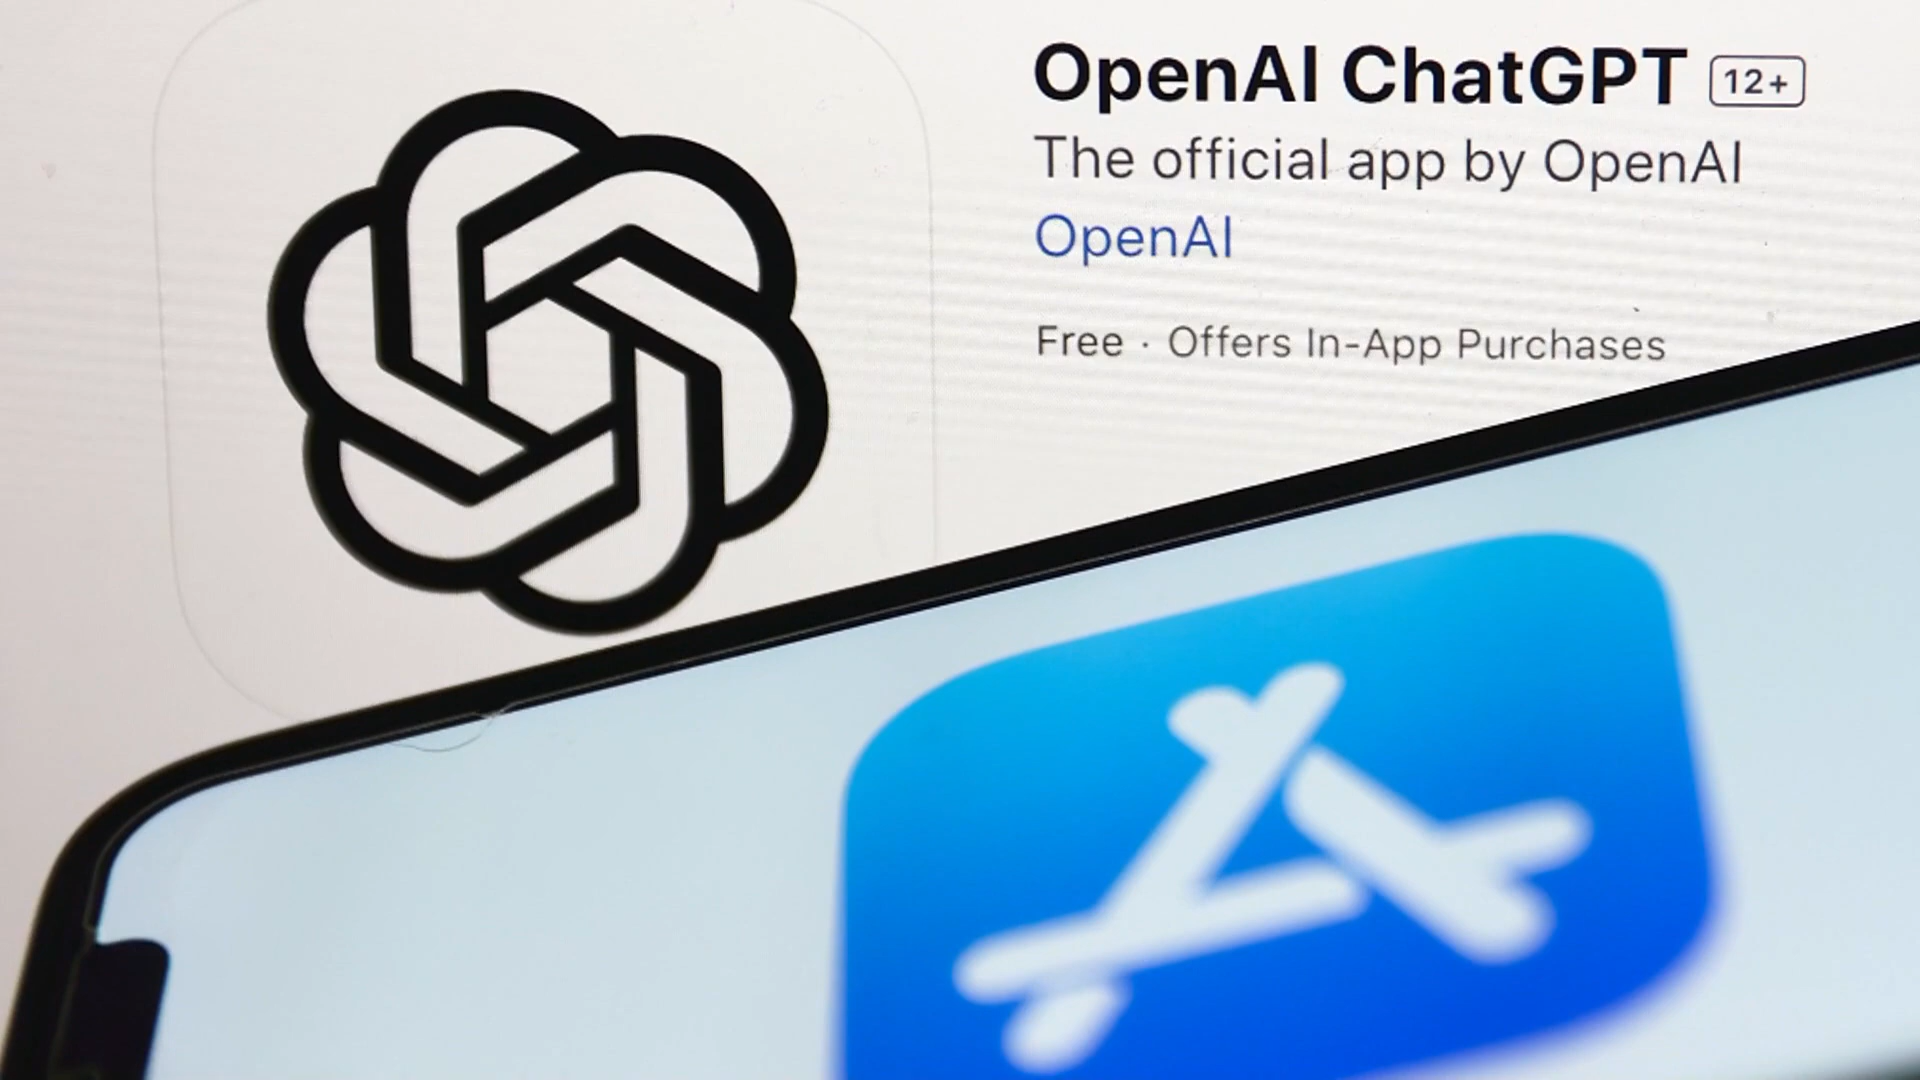 OpenAI ChatGPT 12+
The official app by OpenAI
OpenAI
Free · Offers In-App Purchases